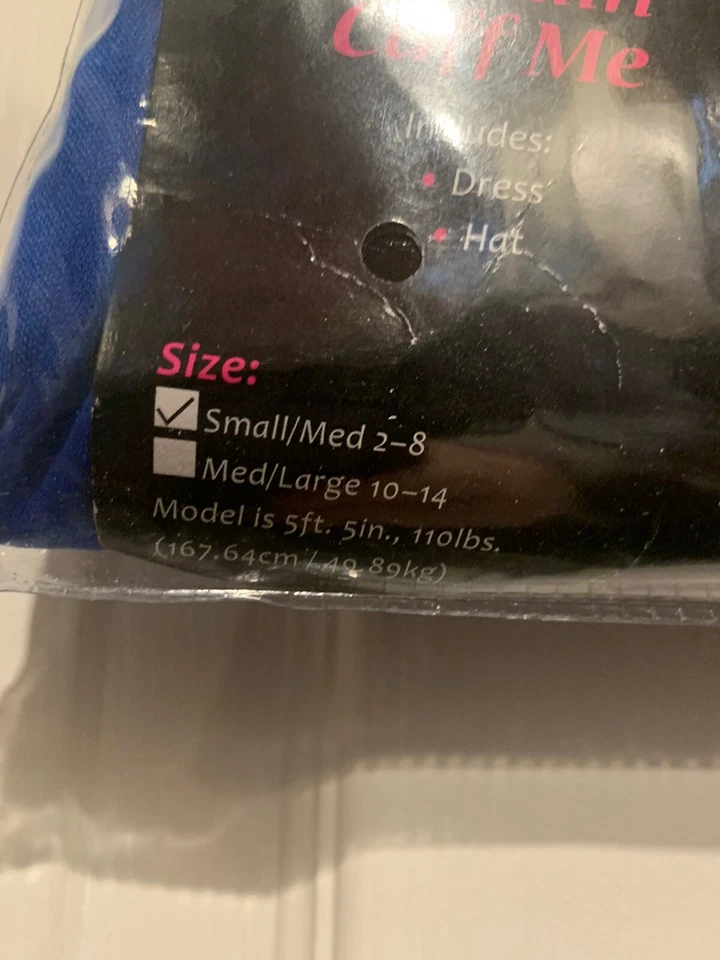 Cuff Me
Includes:
• Dress
• Hat
Size:
Small/Med 2–8
Med/Large 10–14
Model is 5ft. 5in., 110lbs.
(167.64cm / 49.89kg)